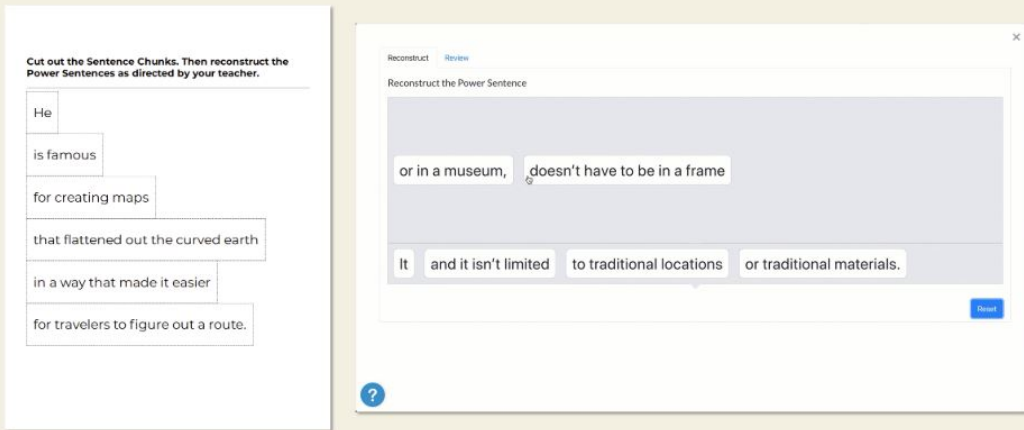 Cut out the Sentence Chunks. Then reconstruct the
Power Sentences as directed by your teacher.
He
is famous
for creating maps
that flattened out the curved earth
in a way that made it easier
for travelers to figure out a route.
×
Reconstruct Review
Reconstruct the Power Sentence
or in a museum, doesn't have to be in a frame
It and it isn't limited to traditional locations or traditional materials.
Reset
?